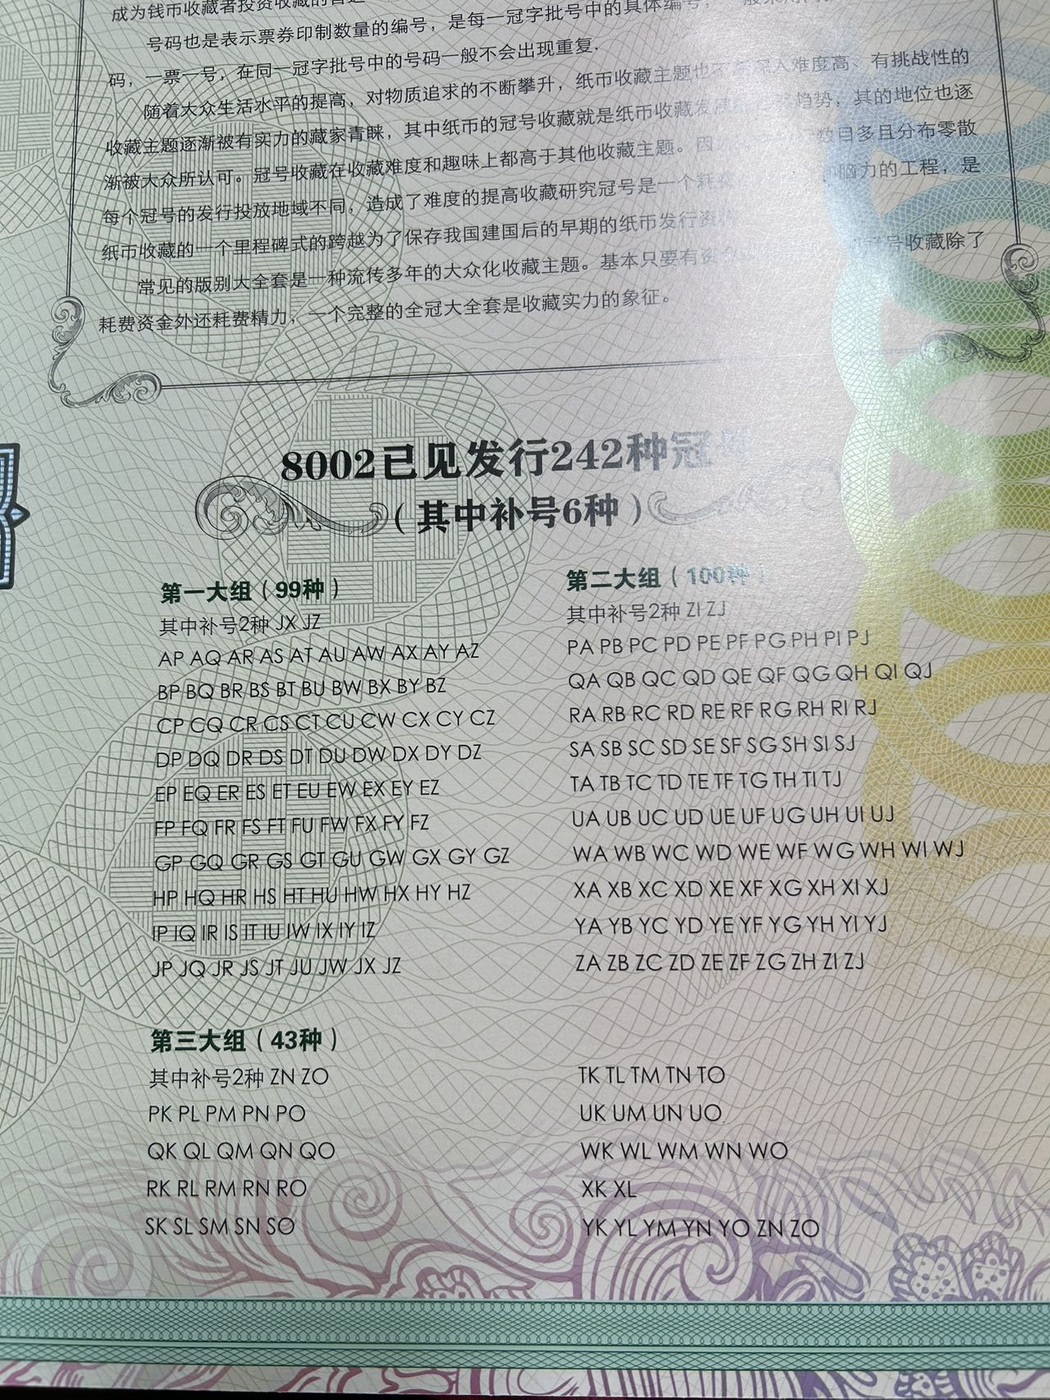 成为钱币收藏者投资收藏的首选
号码也是表示票券印制数量的编号，是每一冠字批号中的具体编号，一般采用
码，一票一号，在同一冠字批号中的号码一般不会出现重复.
随着大众生活水平的提高，对物质追求的不断攀升，纸币收藏主题也 人难度高、有挑战性的
收藏主题逐渐被有实力的藏家青睐，其中纸币的冠号收藏就是纸币收藏发展 趋势，其的地位也逐
渐被大众所认可。冠号收藏在收藏难度和趣味上都高于其他收藏主题。因 数目多且分布零散
每个冠号的发行投放地域不同，造成了难度的提高收藏研究冠号是一个耗费 脑力的工程，是
纸币收藏的一个里程碑式的跨越为了保存我国建国后的早期的纸币发行资
常见的版别大全套是一种流传多年的大众化收藏主题。基本只要有资 冠号收藏除了
耗费资金外还耗费精力，一个完整的全冠大全套是收藏实力的象征。
8002已见发行242种冠
（其中补号6种）
第一大组（99种）
其中补号2种 JX JZ
AP AQ AR AS AT AU AW AX AY AZ
BP BQ BR BS BT BU BW BX BY BZ
CP CQ CR CS CT CU CW CX CY CZ
DP DQ DR DS DT DU DW DX DY DZ
EP EQ ER ES ET EU EW EX EY EZ
FP FQ FR FS FT FU FW FX FY FZ
GP GQ GR GS GT GU GW GX GY GZ
HP HQ HR HS HT HU HW HX HY HZ
IP IQ IR IS IT IU IW IX IY IZ
JP JQ JR JS JT JU JW JX JZ
第二大组（100种）
其中补号2种 ZI ZJ
PA PB PC PD PE PF PG PH PI PJ
QA QB QC QD QE QF QG QH QI QJ
RA RB RC RD RE RF RG RH RI RJ
SA SB SC SD SE SF SG SH SI SJ
TA TB TC TD TE TF TG TH TI TJ
UA UB UC UD UE UF UG UH UI UJ
WA WB WC WD WE WF WG WH WI WJ
XA XB XC XD XE XF XG XH XI XJ
YA YB YC YD YE YF YG YH YI YJ
ZA ZB ZC ZD ZE ZF ZG ZH ZI ZJ
第三大组（43种）
其中补号2种 ZN ZO
PK PL PM PN PO
QK QL QM QN QO
RK RL RM RN RO
SK SL SM SN SO
TK TL TM TN TO
UK UM UN UO
WK WL WM WN WO
XK XL
YK YL YM YN YO ZN ZO